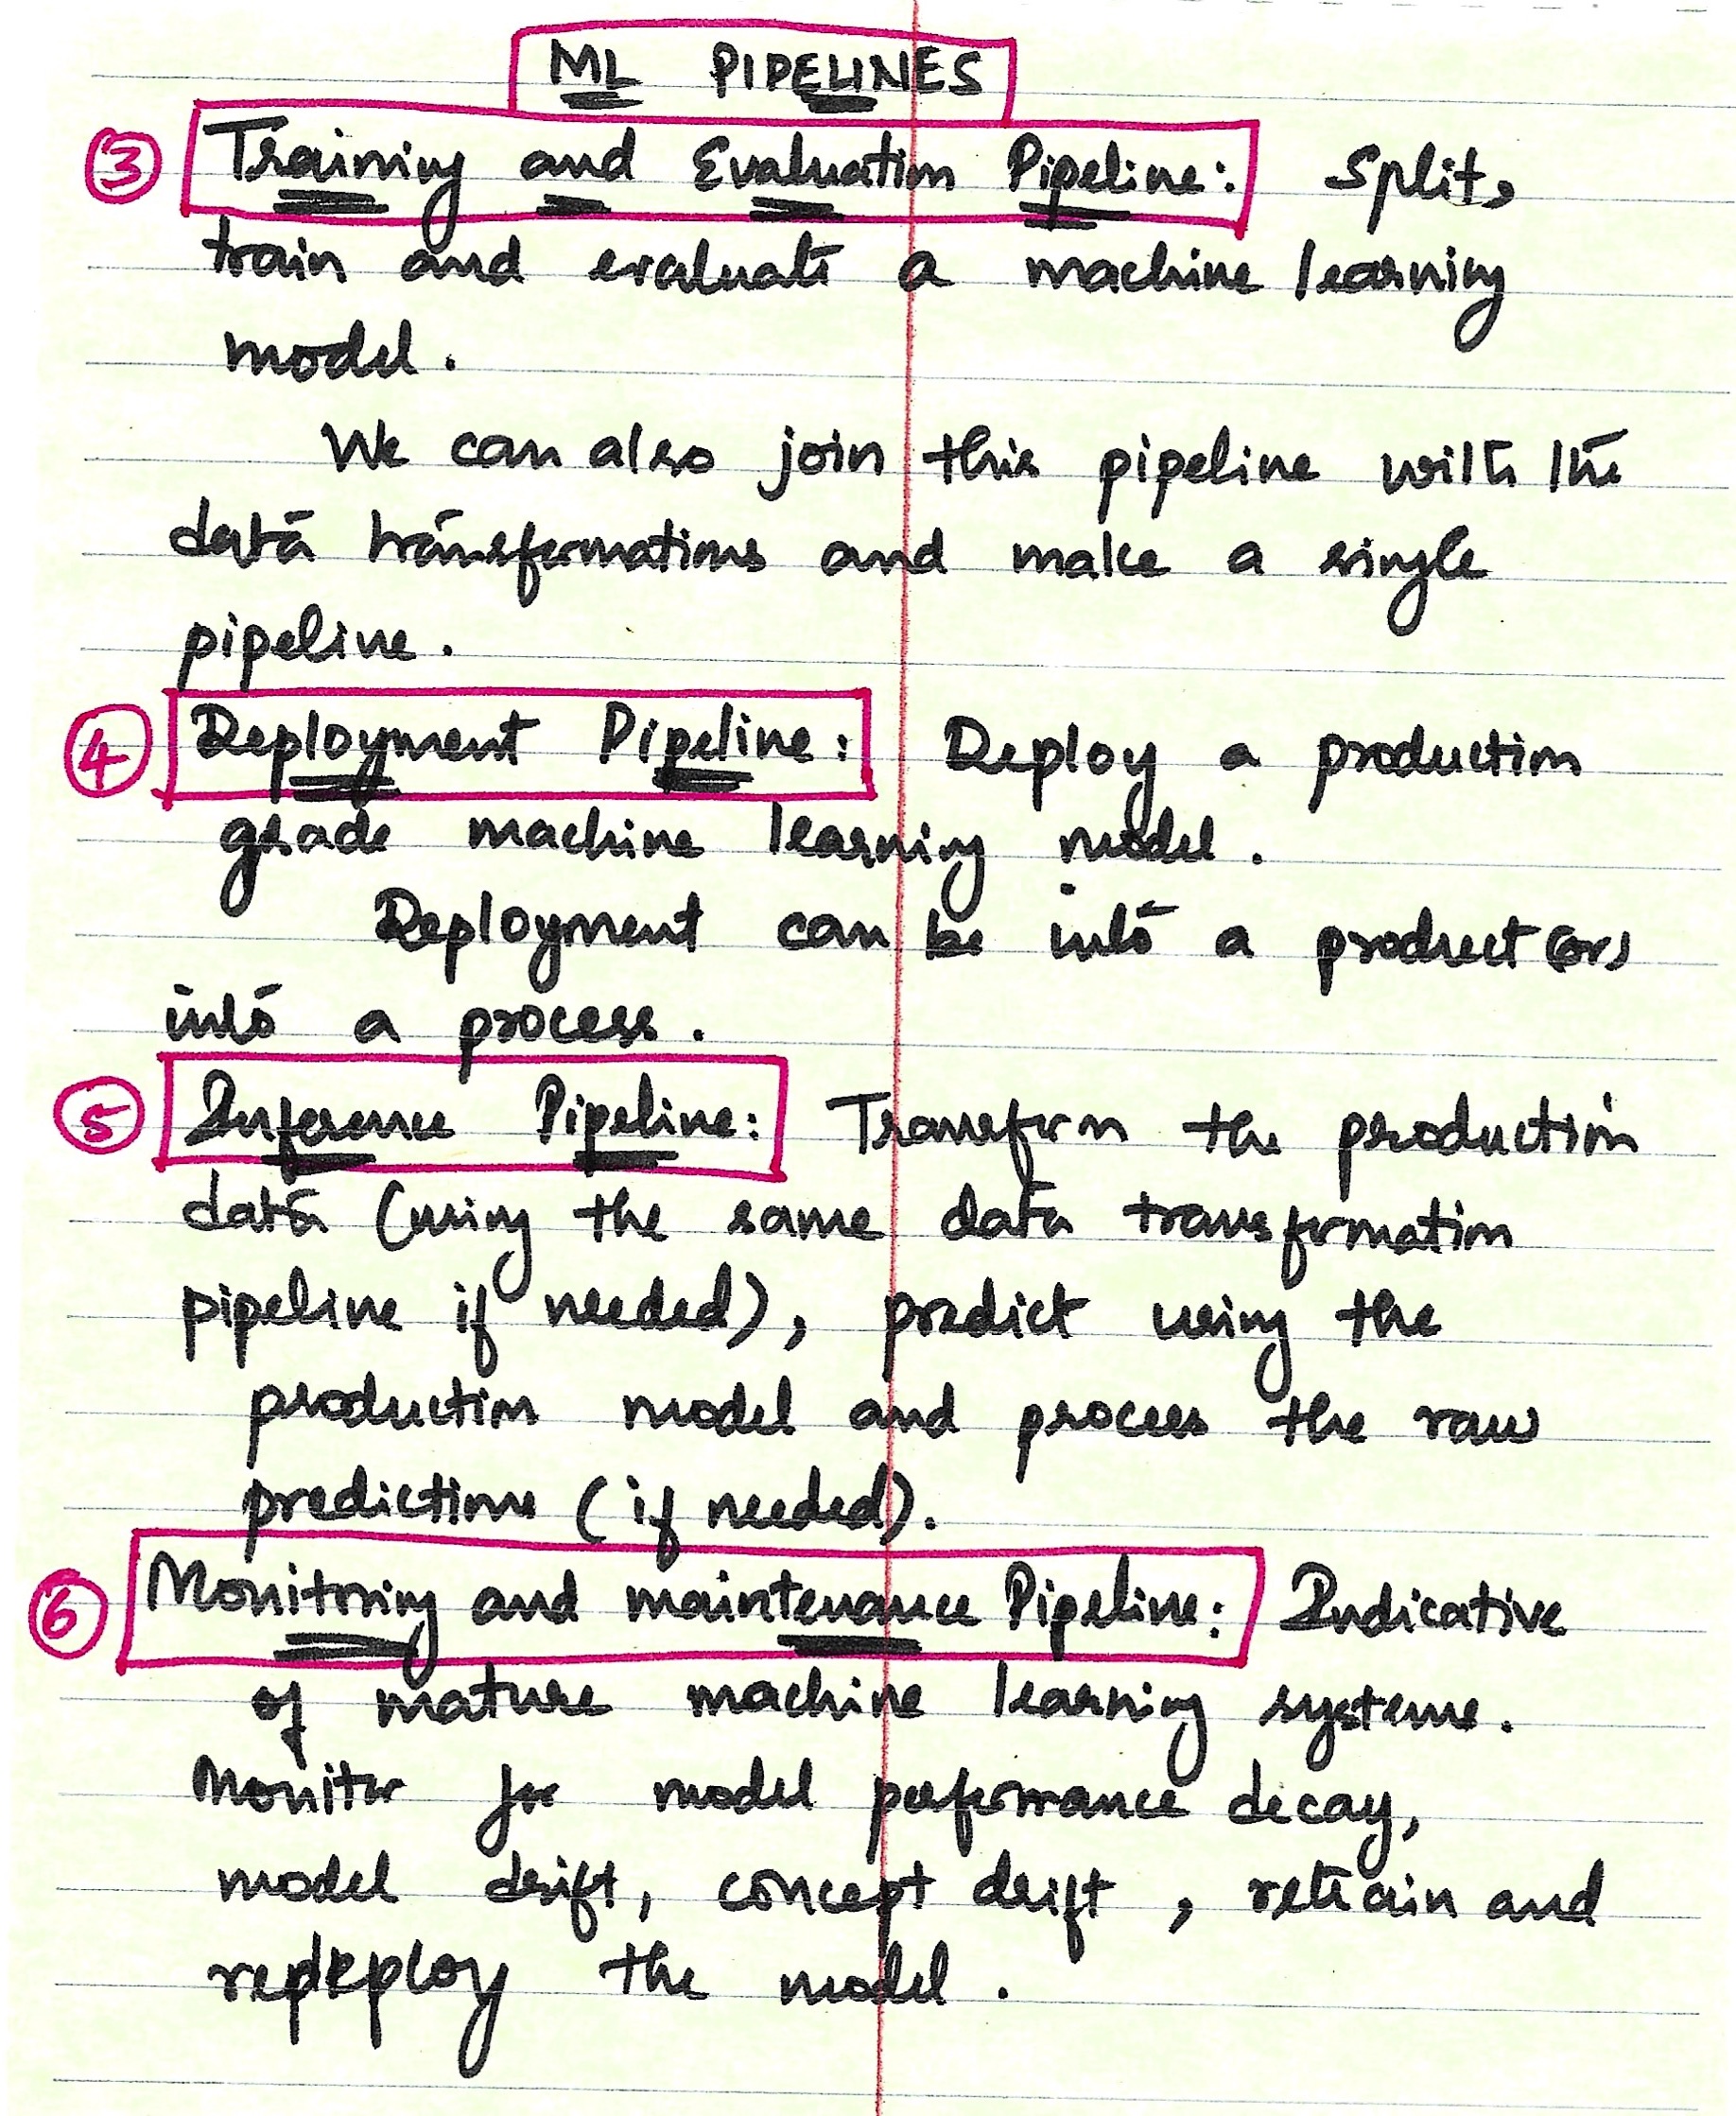 ML PIPELINES
3 Training and Evaluation Pipeline: Split,
train and evaluate a machine learning
model.
We can also join this pipeline with the
data transformations and make a single
pipeline.
4 Deployment Pipeline: Deploy a production
grade machine learning model.
Deployment can be into a product (or)
into a process.
5 Inference Pipeline: Transform the production
data (using the same data transformation
pipeline if needed), predict using the
production model and process the raw
predictions (if needed).
6 Monitoring and maintenance Pipeline: Indicative
of mature machine learning systems.
Monitor for model performance decay,
model drift, concept drift, retrain and
redeploy the model.